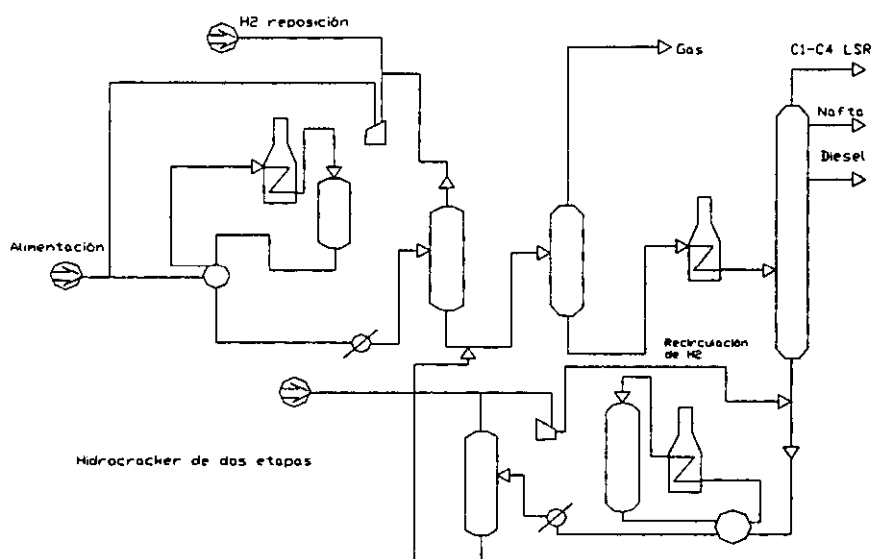 H2 reposición
Gas
C1-C4 LSR
Nafta
Diesel
Alimentación
Recirculación
de H2
Hidrocracker de dos etapas